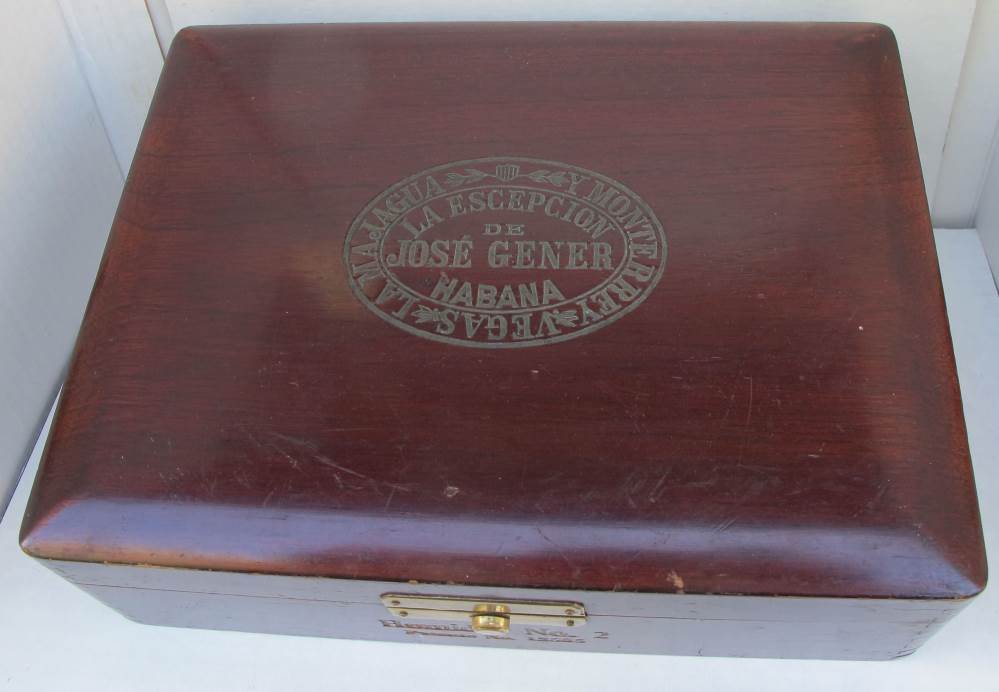 LA MAJAGUA Y MONTERREY VEGAS
LA ESCEPCION
DE
JOSÉ GENER
HABANA
No. 2